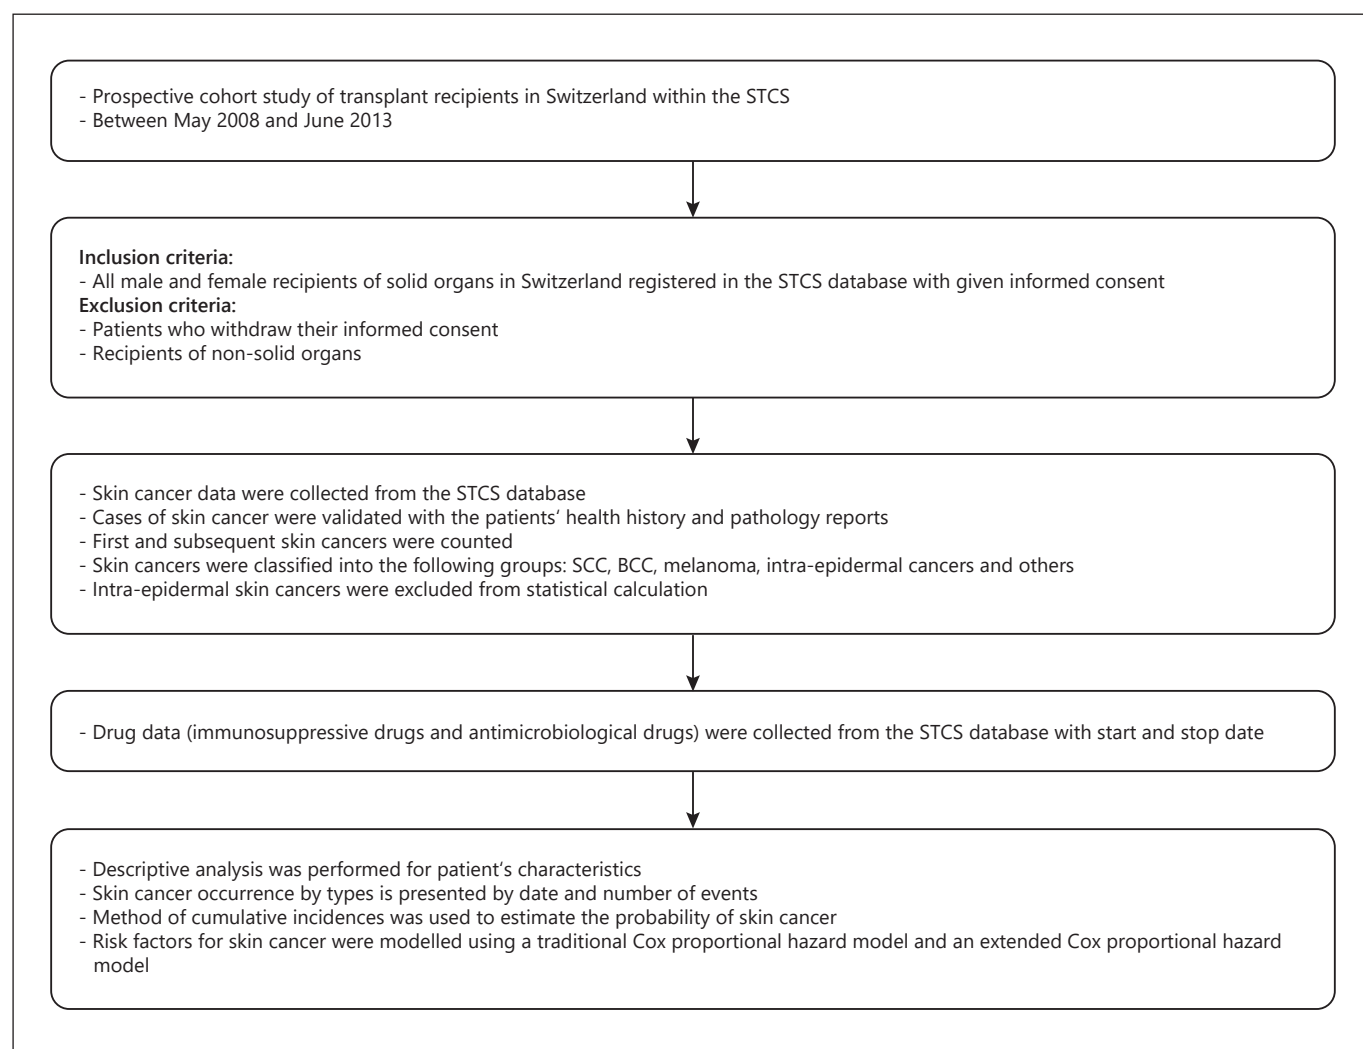 - Prospective cohort study of transplant recipients in Switzerland within the STCS
- Between May 2008 and June 2013
Inclusion criteria:
- All male and female recipients of solid organs in Switzerland registered in the STCS database with given informed consent
Exclusion criteria:
- Patients who withdraw their informed consent
- Recipients of non-solid organs
- Skin cancer data were collected from the STCS database
- Cases of skin cancer were validated with the patients‘ health history and pathology reports
- First and subsequent skin cancers were counted
- Skin cancers were classified into the following groups: SCC, BCC, melanoma, intra-epidermal cancers and others
- Intra-epidermal skin cancers were excluded from statistical calculation
- Drug data (immunosuppressive drugs and antimicrobiological drugs) were collected from the STCS database with start and stop date
- Descriptive analysis was performed for patient‘s characteristics
- Skin cancer occurrence by types is presented by date and number of events
- Method of cumulative incidences was used to estimate the probability of skin cancer
- Risk factors for skin cancer were modelled using a traditional Cox proportional hazard model and an extended Cox proportional hazard
model